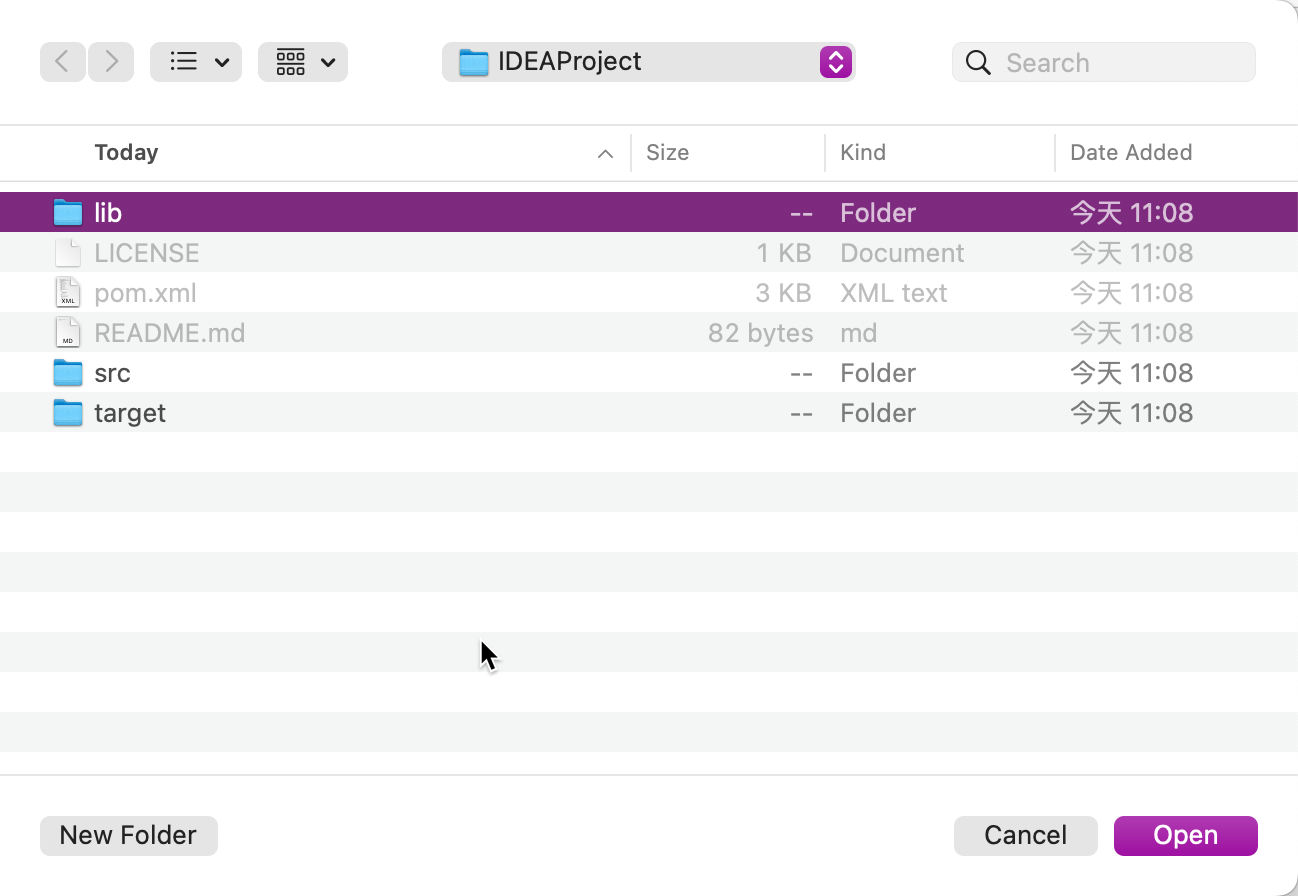 IDEAProject
Search
Today Size Kind Date Added
lib -- Folder 今天 11:08
LICENSE 1 KB Document 今天 11:08
XML pom.xml 3 KB XML text 今天 11:08
MD README.md 82 bytes md 今天 11:08
src -- Folder 今天 11:08
target -- Folder 今天 11:08
New Folder Cancel Open